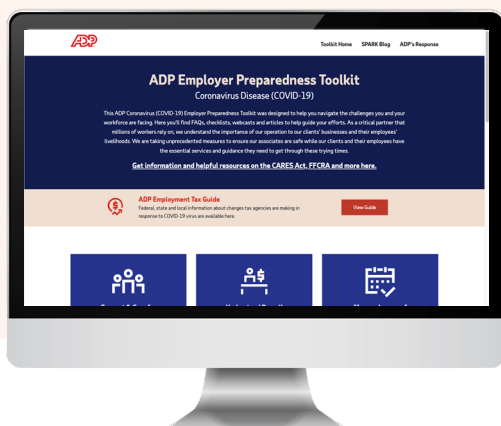 ADP
Toolkit Home SPARK Blog ADP's Response
ADP Employer Preparedness Toolkit
Coronavirus Disease (COVID-19)
This ADP Coronavirus (COVID-19) Employer Preparedness Toolkit was designed to help you navigate the challenges you and your
workforce are facing. Here you'll find FAQs, checklists, webcasts and articles to help guide your efforts. As a critical partner that
millions of workers rely on, we understand the importance of our operation to our clients' businesses and their employees'
livelihoods. We are taking unprecedented measures to ensure our associates are safe while our clients and their employees have
the essential services and guidance they need to get through these trying times.
Get information and helpful resources on the CARES Act, FFCRA and more here.
ADP Employment Tax Guide
Federal, state and local information about changes tax agencies are making in
response to COVID-19 virus are available here.
View Guide